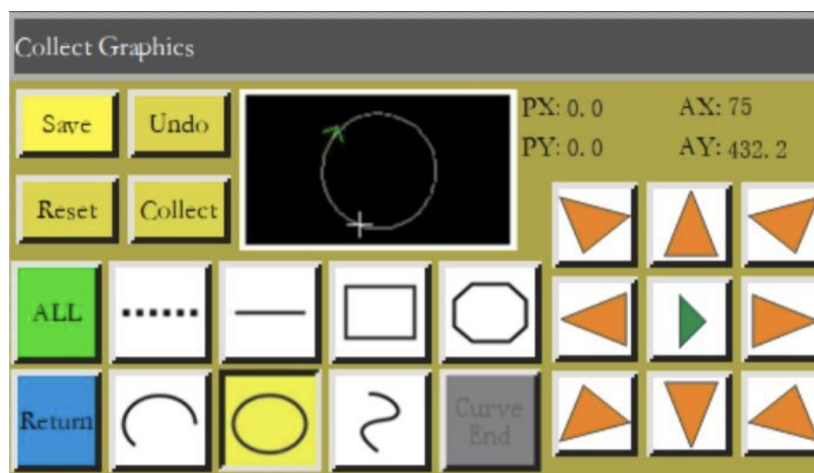 Collect Graphics
Save
Undo
PX: 0.0
AX: 75
PY: 0.0
AY: 432.2
Reset
Collect
ALL
Return
Curve
End